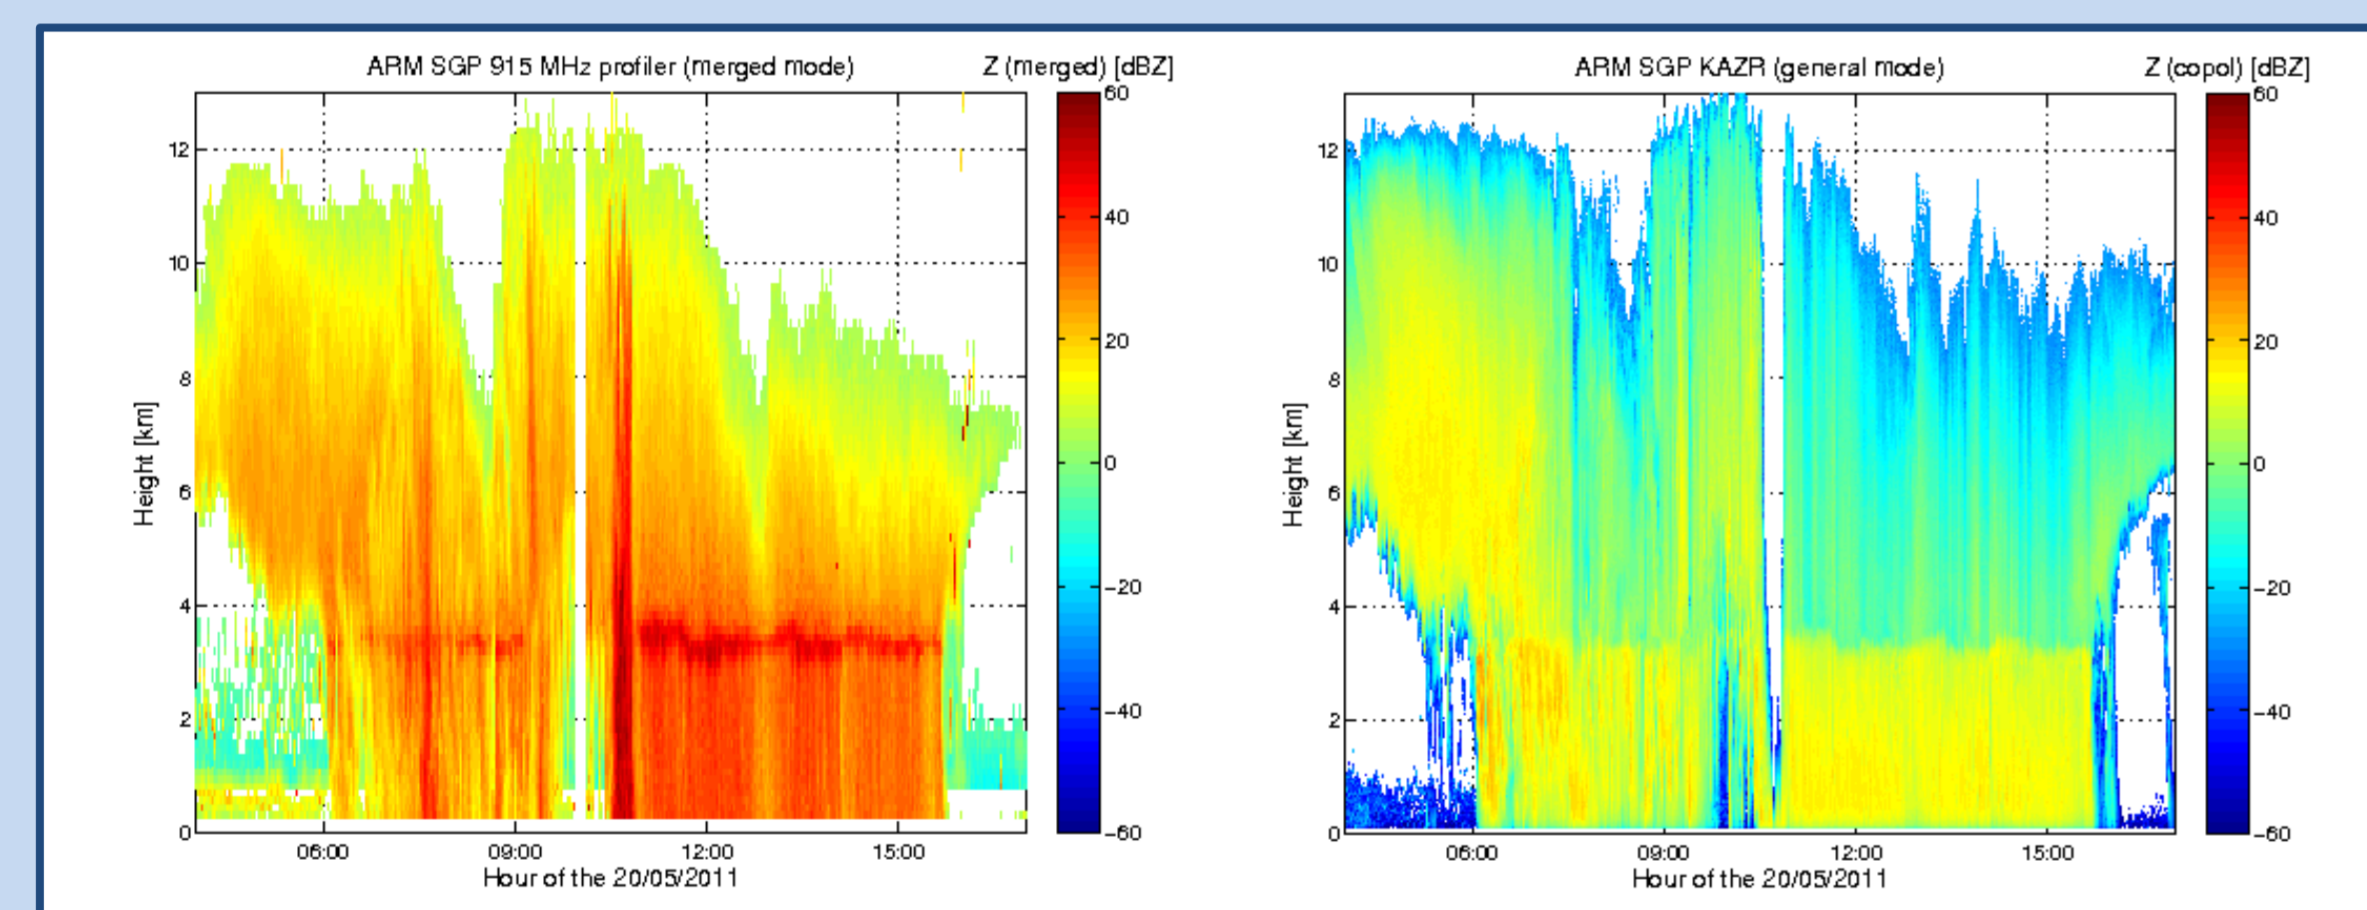 ARM SGP 915 MHz profiler (merged mode)
Z (merged) [dBZ]
60
40
20
0
−20
−40
−60
12
10
8
6
4
2
0
Height [km]
06:00 09:00 12:00 15:00
Hour of the 20/05/2011
ARM SGP KAZR (general mode)
Z (copol) [dBZ]
60
40
20
0
−20
−40
−60
12
10
8
6
4
2
0
Height [km]
06:00 09:00 12:00 15:00
Hour of the 20/05/2011